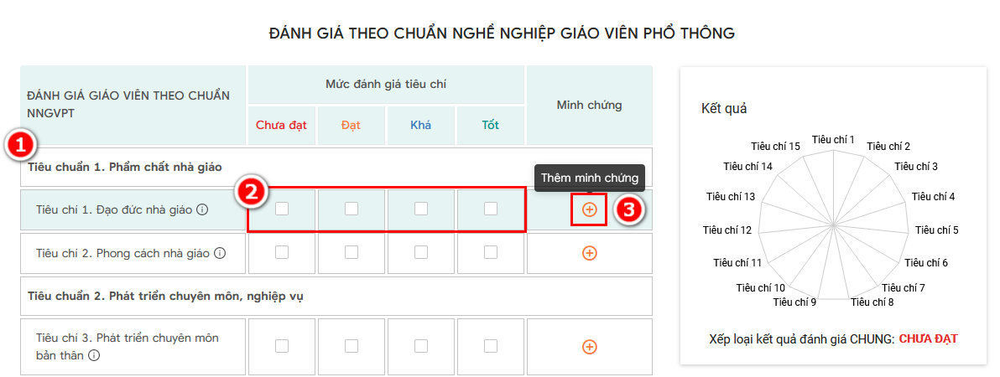 ĐÁNH GIÁ THEO CHUẨN NGHỀ NGHIỆP GIÁO VIÊN PHỔ THÔNG
ĐÁNH GIÁ GIÁO VIÊN THEO CHUẨN
NNGVPT
Mức đánh giá tiêu chí
Minh chứng
Chưa đạt
Đạt
Khá
Tốt
1
Tiêu chuẩn 1. Phẩm chất nhà giáo
Thêm minh chứng
2
Tiêu chí 1. Đạo đức nhà giáo
3
Tiêu chí 2. Phong cách nhà giáo
Tiêu chuẩn 2. Phát triển chuyên môn, nghiệp vụ
Tiêu chí 3. Phát triển chuyên môn
bản thân
Kết quả
Tiêu chí 1
Tiêu chí 2
Tiêu chí 3
Tiêu chí 4
Tiêu chí 5
Tiêu chí 6
Tiêu chí 7
Tiêu chí 8
Tiêu chí 9
Tiêu chí 10
Tiêu chí 11
Tiêu chí 12
Tiêu chí 13
Tiêu chí 14
Tiêu chí 15
Xếp loại kết quả đánh giá CHUNG: CHƯA ĐẠT